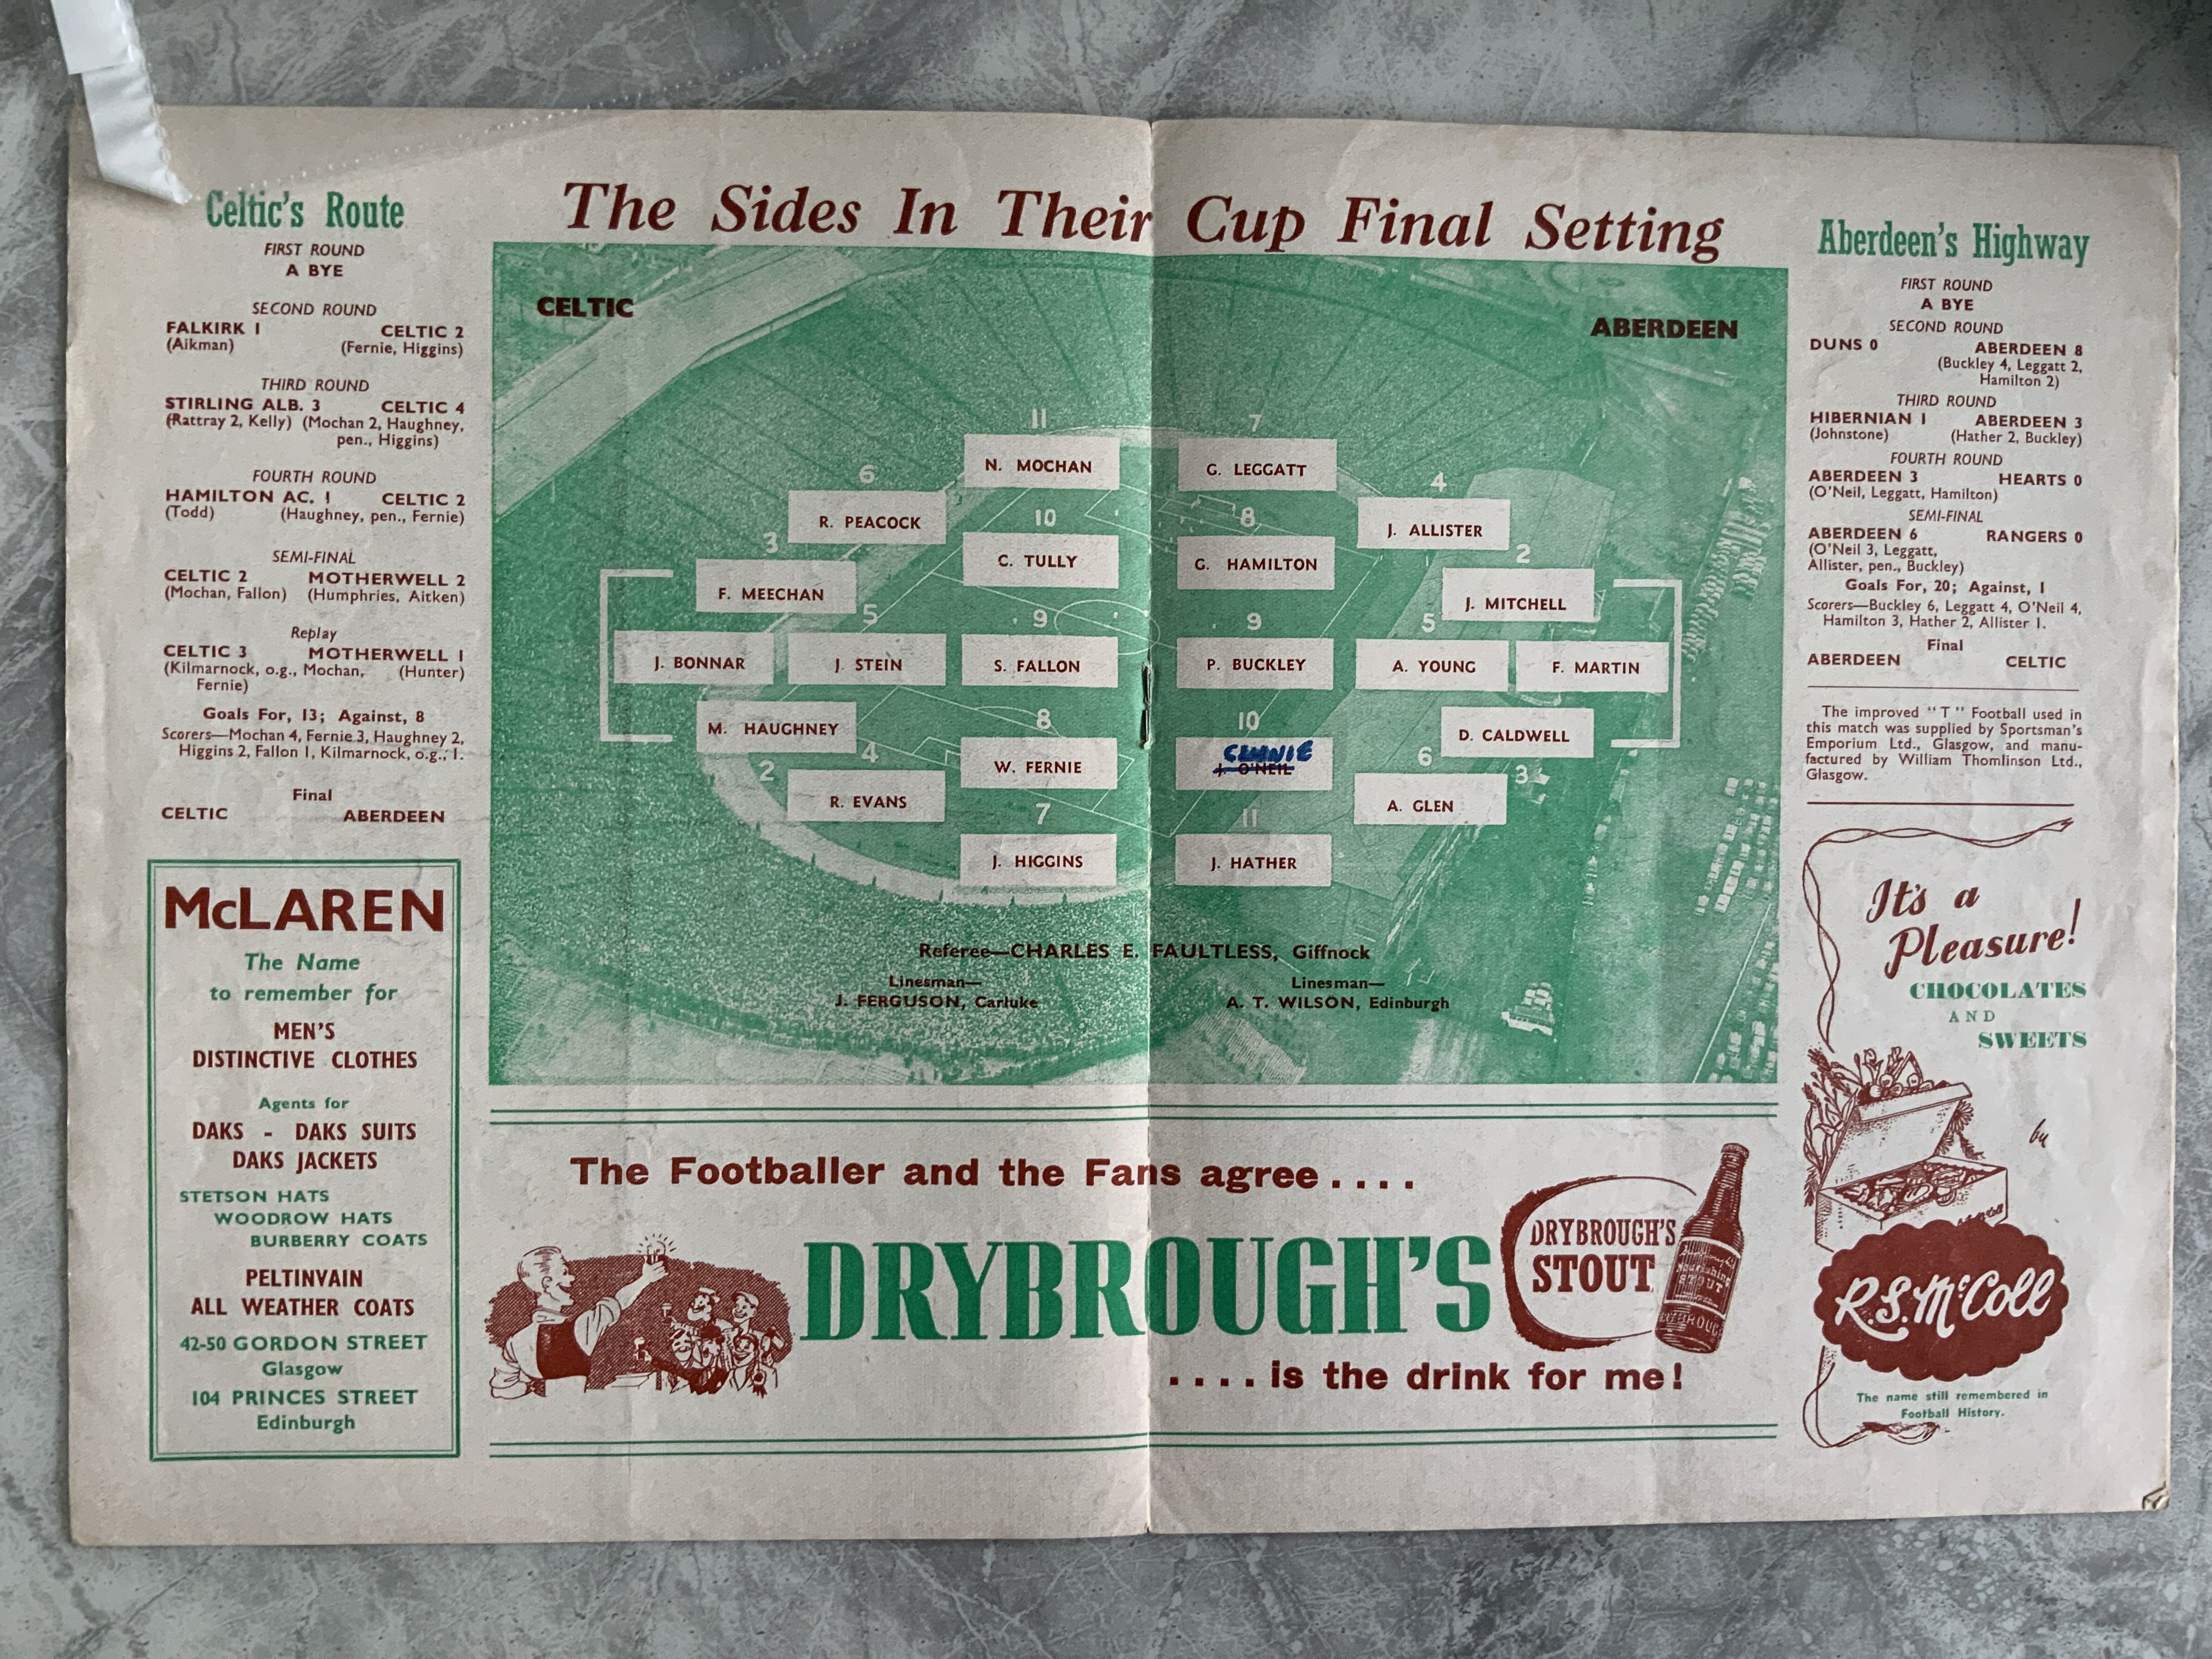 The Sides In Their Cup Final Setting
Celtic's Route
FIRST ROUND
A BYE
SECOND ROUND
FALKIRK 1 CELTIC 2
(Aikman) (Fernie, Higgins)
THIRD ROUND
STIRLING ALB. 3 CELTIC 4
(Rattray 2, Kelly) (Mochan 2, Haughney,
pen., Higgins)
FOURTH ROUND
HAMILTON AC. 1 CELTIC 2
(Todd) (Haughney, pen., Fernie)
SEMI-FINAL
CELTIC 2 MOTHERWELL 2
(Mochan, Fallon) (Humphries, Aitken)
Replay
CELTIC 3 MOTHERWELL 1
(Kilmarnock, o.g., Mochan, (Hunter)
Fernie)
Goals For, 13; Against, 8
Scorers—Mochan 4, Fernie 3, Haughney 2,
Higgins 2, Fallon 1, Kilmarnock, o.g., 1.
Final
CELTIC ABERDEEN
McLAREN
The Name
to remember for
MEN'S
DISTINCTIVE CLOTHES
Agents for
DAKS - DAKS SUITS
DAKS JACKETS
STETSON HATS
WOODROW HATS
BURBERRY COATS
PELTINVAIN
ALL WEATHER COATS
42-50 GORDON STREET
Glasgow
104 PRINCES STREET
Edinburgh
CELTIC
ABERDEEN
11
N. MOCHAN
6
R. PEACOCK
10
C. TULLY
3
F. MEECHAN
5
9
J. BONNAR
J. STEIN
S. FALLON
M. HAUGHNEY
2
4
R. EVANS
8
W. FERNIE
7
J. HIGGINS
7
G. LEGGATT
4
J. ALLISTER
8
G. HAMILTON
2
J. MITCHELL
9
P. BUCKLEY
5
A. YOUNG
F. MARTIN
10
CLUNIE
J. O'NEIL
D. CALDWELL
6
3
A. GLEN
11
J. HATHER
Referee—CHARLES E. FAULTLESS, Giffnock
Linesman— Linesman—
J. FERGUSON, Carluke A. T. WILSON, Edinburgh
The Footballer and the Fans agree....
DRYBROUGH'S
DRYBROUGH'S
STOUT
Nourishing
STOUT
....is the drink for me!
Aberdeen's Highway
FIRST ROUND
A BYE
SECOND ROUND
DUNS 0 ABERDEEN 8
(Buckley 4, Leggatt 2,
Hamilton 2)
THIRD ROUND
HIBERNIAN 1 ABERDEEN 3
(Johnstone) (Hather 2, Buckley)
FOURTH ROUND
ABERDEEN 3 HEARTS 0
(O'Neil, Leggatt, Hamilton)
SEMI-FINAL
ABERDEEN 6 RANGERS 0
(O'Neil 3, Leggatt,
Allister, pen., Buckley)
Goals For, 20; Against, 1
Scorers—Buckley 6, Leggatt 4, O'Neil 4,
Hamilton 3, Hather 2, Allister 1.
Final
ABERDEEN CELTIC
The improved "T" Football used in
this match was supplied by Sportsman's
Emporium Ltd., Glasgow, and manu-
factured by William Thomlinson Ltd.,
Glasgow.
It's a
Pleasure!
CHOCOLATES
AND
SWEETS
by
R.S. McColl
The name still remembered in
Football History.